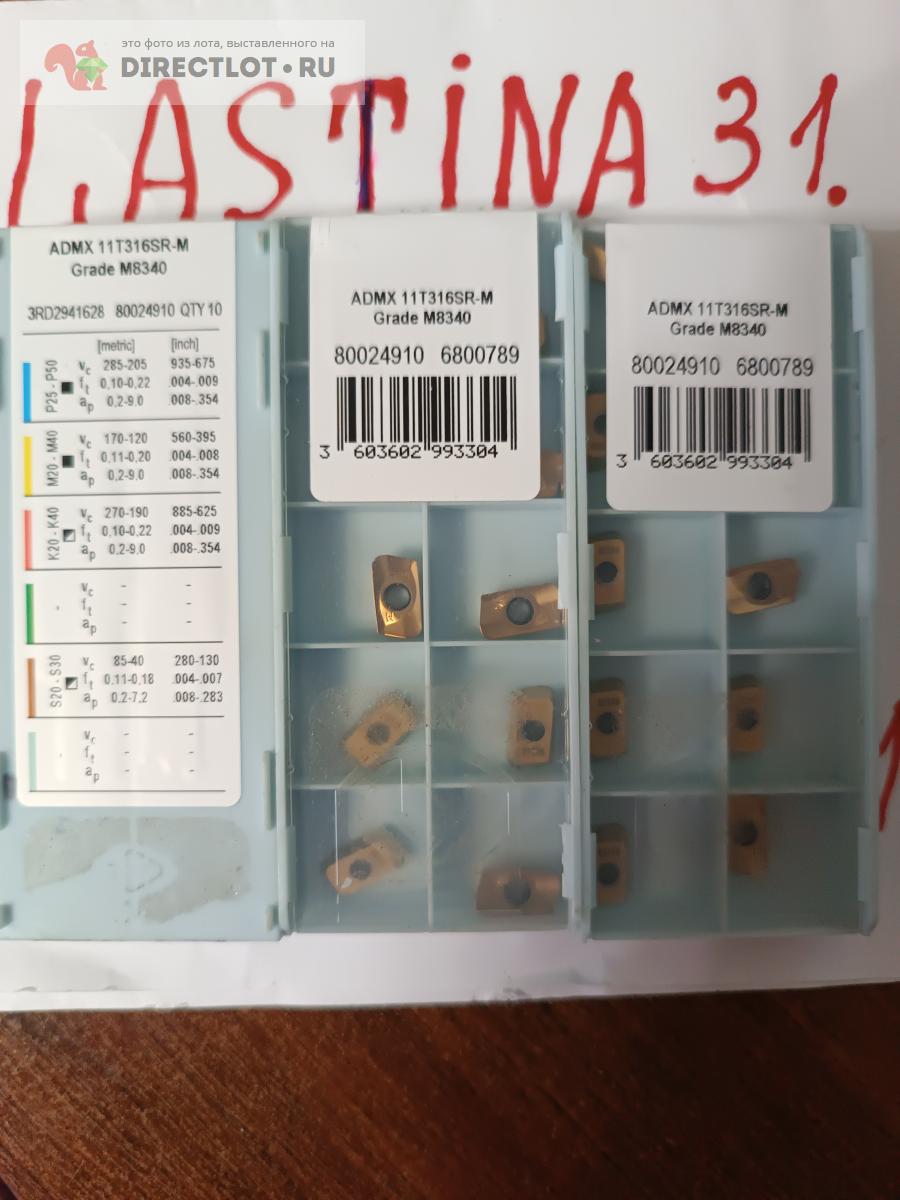 это фото из лота, выставленного на
DIRECTLOT.RU
LASTINA 31.
ADMX 11T316SR-M
Grade M8340
3RD2941628 80024910 QTY 10
[metric] [inch]
P25 - P50
vc 285-205 935-675
ft 0,10-0,22 .004-.009
ap 0,2-9.0 .008-.354
M20 - M40
vc 170-120 560-395
ft 0,11-0,20 .004-.008
ap 0,2-9.0 .008-.354
K20 - K40
vc 270-190 885-625
ft 0,10-0,22 .004-.009
ap 0,2-9.0 .008-.354
vc - -
ft - -
ap - -
S20 - S30
vc 85-40 280-130
ft 0,11-0,18 .004-.007
ap 0,2-7,2 .008-.283
vc - -
ft - -
ap - -
ADMX 11T316SR-M
Grade M8340
80024910 6800789
3 603602 993304
ADMX 11T316SR-M
Grade M8340
80024910 6800789
3 603602 993304